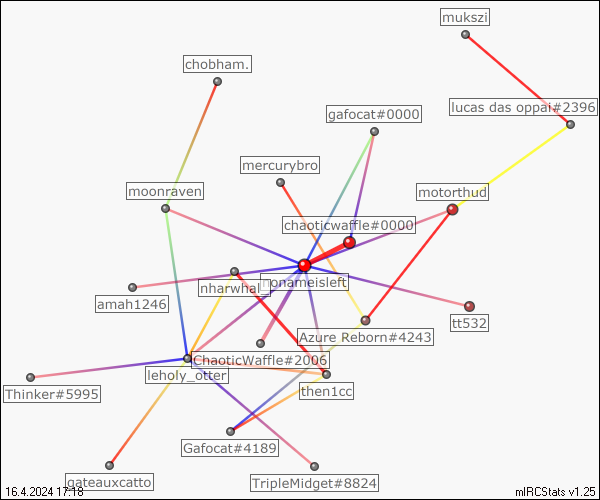 mukszi
chobham.
lucas das oppai#2396
gafocat#0000
mercurybro
moonraven
motorthud
chaoticwaffle#0000
nonameisleft
nharwhal
amah1246
tt532
Azure Reborn#4243
ChaoticWaffle#2006
leholy_otter
Thinker#5995
then1cc
Gafocat#4189
gateauxcatto
TripleMidget#8824
16.4.2024 17:18
mIRCStats v1.25